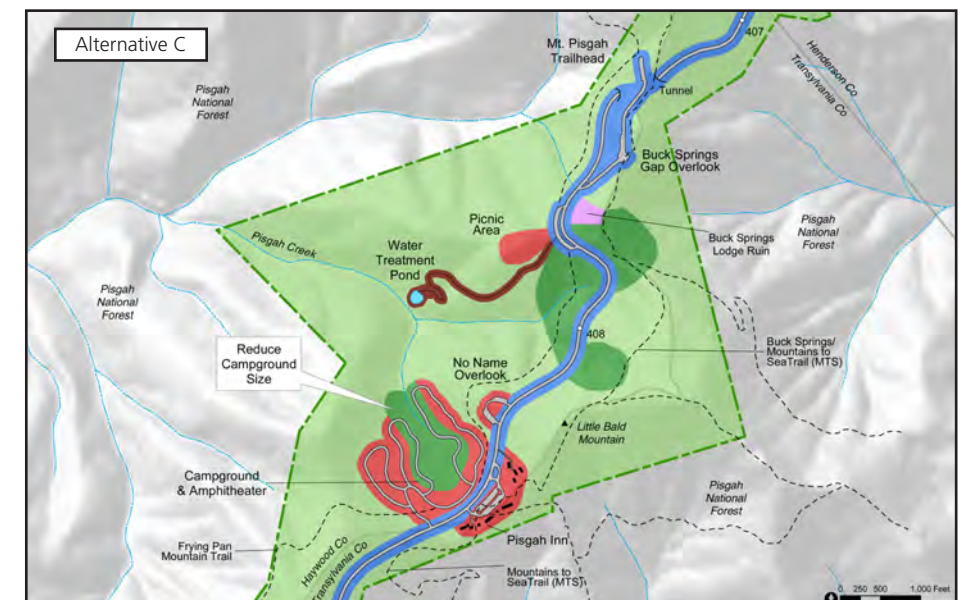 Alternative C
407
Mt. Pisgah
Trailhead
Henderson Co
Transylvania Co
Tunnel
Pisgah
National
Forest
Buck Springs
Gap Overlook
Picnic
Area
Pisgah Creek
Water
Treatment
Pond
Buck Springs
Lodge Ruin
Pisgah
National
Forest
Pisgah
National
Forest
408
Reduce
Campground
Size
No Name
Overlook
Buck Springs/
Mountains to
SeaTrail (MTS)
Little Bald
Mountain
Campground
& Amphitheater
Pisgah
National
Forest
Pisgah Inn
Frying Pan
Mountain Trail
Haywood Co
Transylvania Co
Mountains to
SeaTrail (MTS)
0 250 500 1,000 Feet